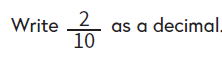 Write 2/10 as a decimal.